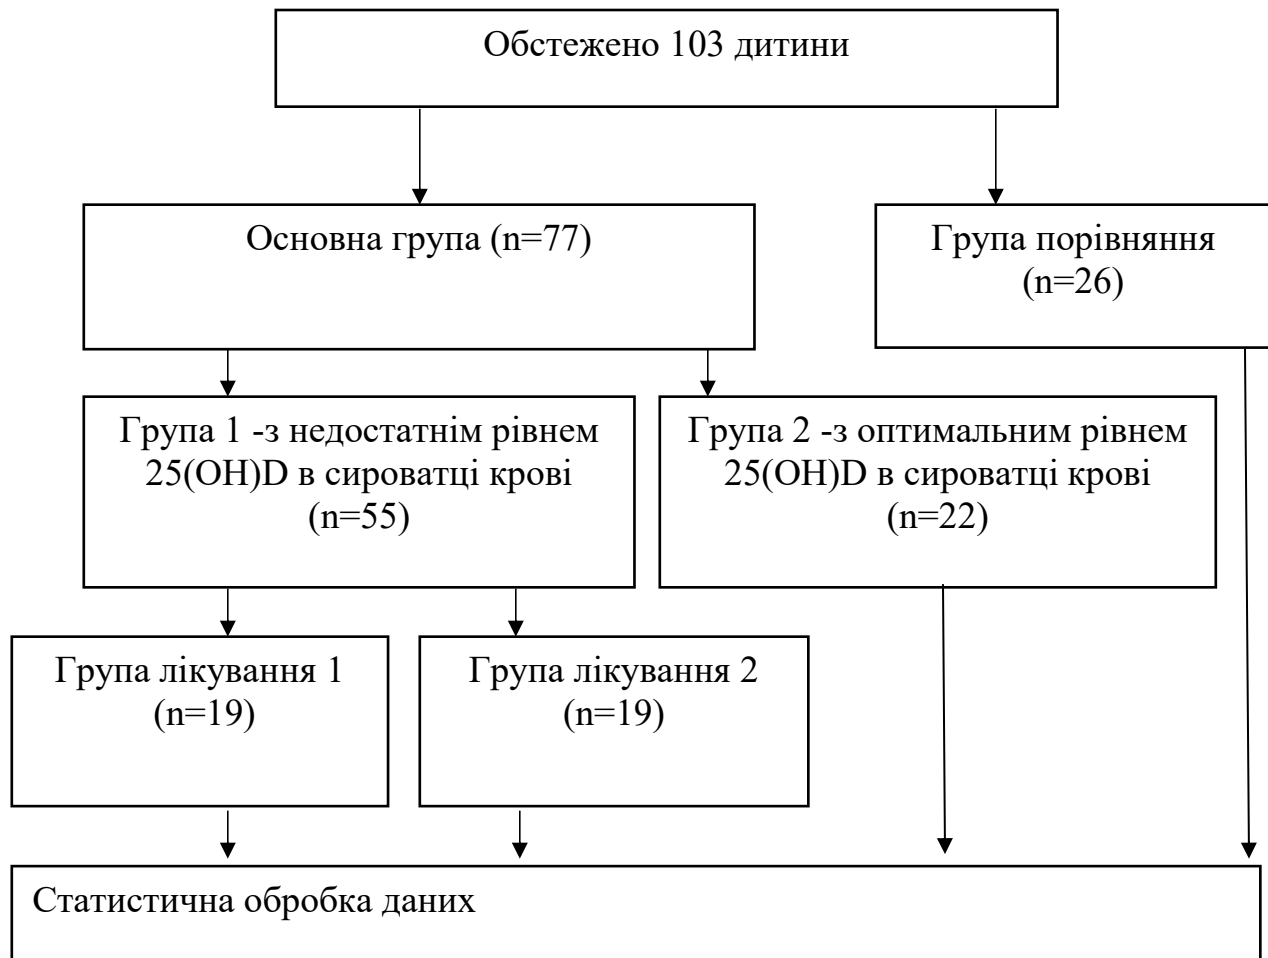 Обстежено 103 дитини
Основна група (n=77)
Група порівняння
(n=26)
Група 1 -з недостатнім рівнем
25(OH)D в сироватці крові
(n=55)
Група 2 -з оптимальним рівнем
25(OH)D в сироватці крові
(n=22)
Група лікування 1
(n=19)
Група лікування 2
(n=19)
Статистична обробка даних